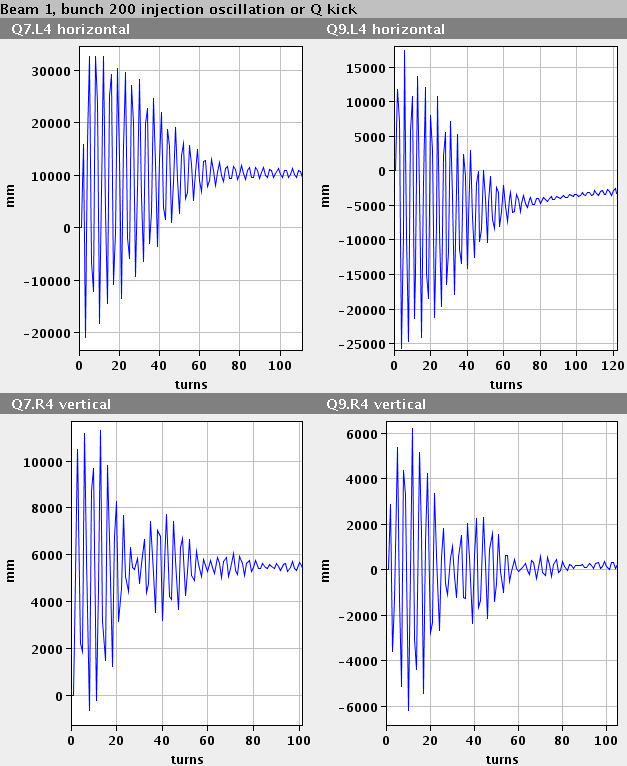 Beam 1, bunch 200 injection oscillation or Q kick
Q7.L4 horizontal
30000
20000
10000
0
-10000
-20000
mm
0 20 40 60 80 100
turns
Q9.L4 horizontal
15000
10000
5000
0
-5000
-10000
-15000
-20000
-25000
mm
0 20 40 60 80 100 120
turns
Q7.R4 vertical
10000
8000
6000
4000
2000
0
mm
0 20 40 60 80 100
turns
Q9.R4 vertical
6000
4000
2000
0
-2000
-4000
-6000
mm
0 20 40 60 80 100
turns